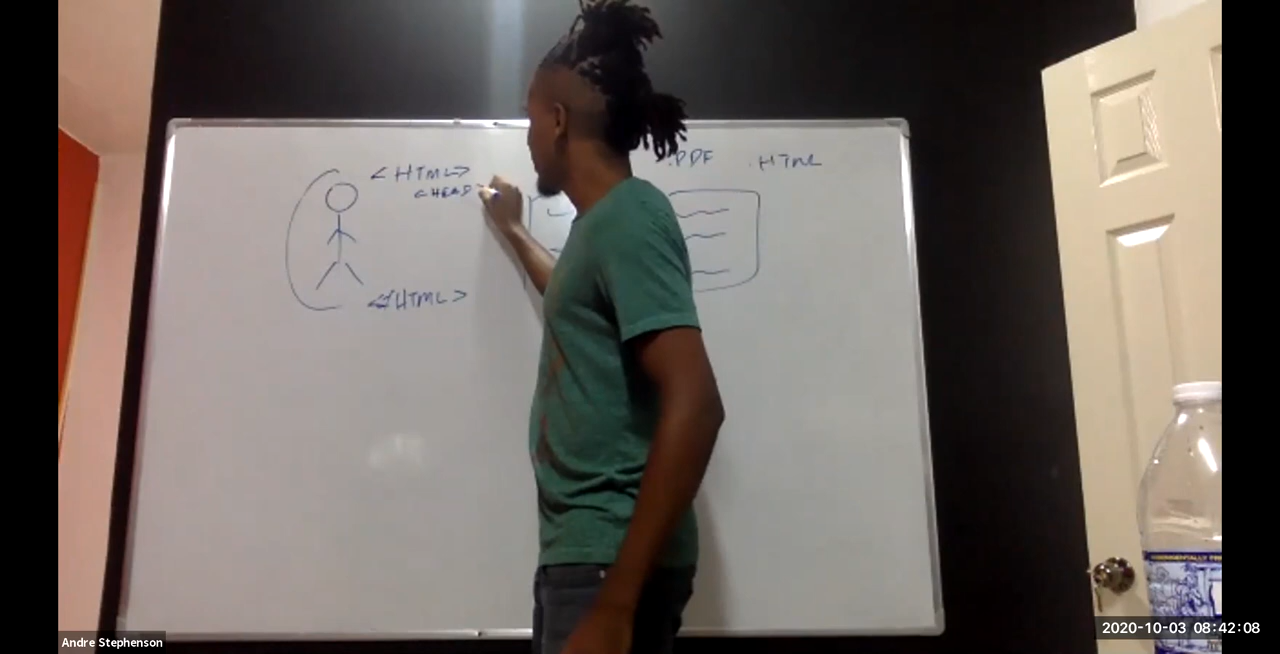 .PDF .HTML
<HTML>
<HEAD
</HTML>
Andre Stephenson
2020-10-03 08:42:08